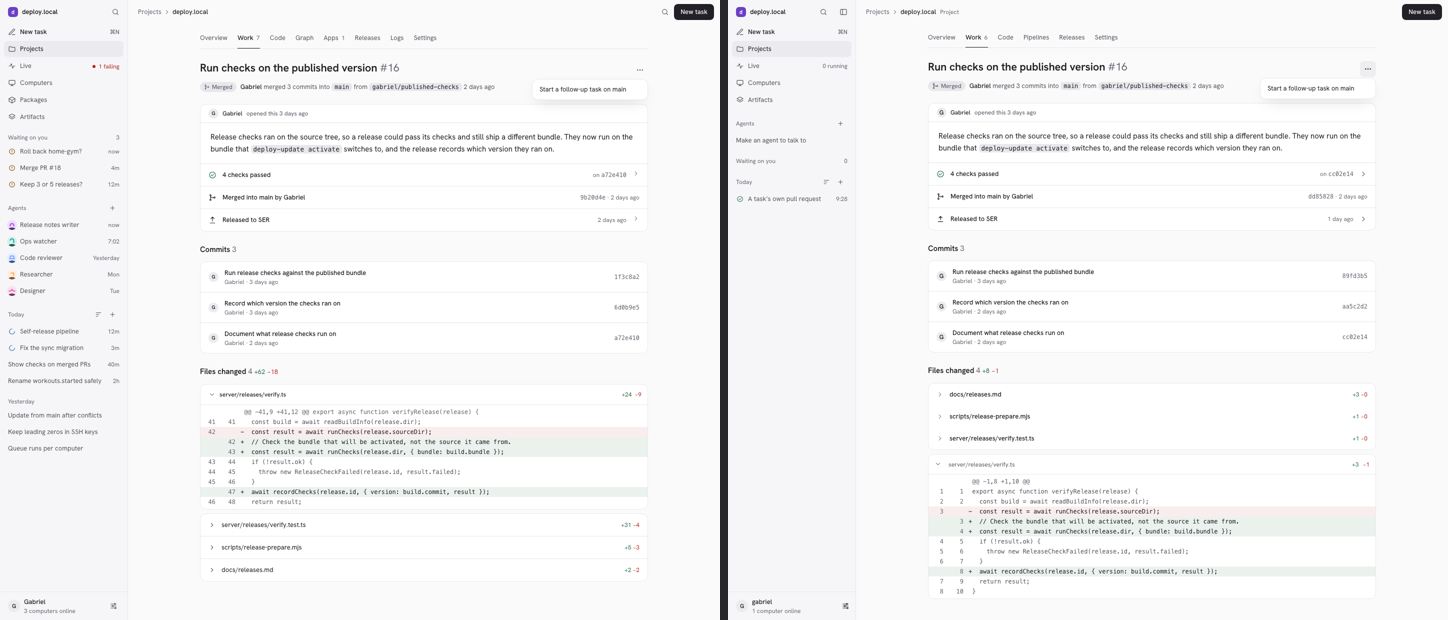 d deploy.local
New task ⌘N
Projects
Live 1 failing
Computers
Packages
Artifacts
Waiting on you 3
Roll back home-gym? now
Merge PR #18 4m
Keep 3 or 5 releases? 12m
Agents +
Release notes writer now
Ops watcher 7:02
Code reviewer Yesterday
Researcher Mon
Designer Tue
Today +
Self-release pipeline 12m
Fix the sync migration 3m
Show checks on merged PRs 40m
Rename workouts.started safely 2h
Yesterday
Update from main after conflicts
Keep leading zeros in SSH keys
Queue runs per computer
G Gabriel
3 computers online
Projects > deploy.local
New task
Overview Work 7 Code Graph Apps 1 Releases Logs Settings
Run checks on the published version #16
...
Merged Gabriel merged 3 commits into main from gabriel/published-checks 2 days ago
Start a follow-up task on main
G Gabriel opened this 3 days ago
Release checks ran on the source tree, so a release could pass its checks and still ship a different bundle. They now run on the
bundle that deploy-update activate switches to, and the release records which version they ran on.
4 checks passed on a72e410 >
Merged into main by Gabriel 9b20d4e · 2 days ago
Released to SER 2 days ago >
Commits 3
G Run release checks against the published bundle 1f3c8a2
Gabriel · 3 days ago
G Record which version the checks ran on 6d0b9e5
Gabriel · 3 days ago
G Document what release checks run on a72e410
Gabriel · 2 days ago
Files changed 4 +62 −18
server/releases/verify.ts +24 −9
@@ −41,9 +41,12 @@ export async function verifyRelease(release) {
41 41 const build = await readBuildInfo(release.dir);
42 − const result = await runChecks(release.sourceDir);
42 + // Check the bundle that will be activated, not the source it came from.
43 + const result = await runChecks(release.dir, { bundle: build.bundle });
43 44 if (!result.ok) {
44 45 throw new ReleaseCheckFailed(release.id, result.failed);
45 46 }
47 + await recordChecks(release.id, { version: build.commit, result });
46 48 return result;
> server/releases/verify.test.ts +31 −4
> scripts/release-prepare.mjs +5 −3
> docs/releases.md +2 −2
d deploy.local
New task ⌘N
Projects
Live 0 running
Computers
Artifacts
Agents +
Make an agent to talk to
Waiting on you 0
Today +
A task's own pull request 9:28
G gabriel
1 computer online
Projects > deploy.local Project
New task
Overview Work 6 Code Pipelines Releases Settings
Run checks on the published version #16
...
Merged Gabriel merged 3 commits into main from gabriel/published-checks 2 days ago
Start a follow-up task on main
G Gabriel opened this 3 days ago
Release checks ran on the source tree, so a release could pass its checks and still ship a different bundle. They now run on the
bundle that deploy-update activate switches to, and the release records which version they ran on.
4 checks passed on cc02e14 >
Merged into main by Gabriel dd85828 · 2 days ago
Released to SER 1 day ago >
Commits 3
G Run release checks against the published bundle 89fd3b5
Gabriel · 3 days ago
G Record which version the checks ran on aa5c2d2
Gabriel · 2 days ago
G Document what release checks run on cc02e14
Gabriel · 2 days ago
Files changed 4 +8 −1
> docs/releases.md +3 −0
> scripts/release-prepare.mjs +1 −0
> server/releases/verify.test.ts +1 −0
server/releases/verify.ts +3 −1
@@ −1,8 +1,10 @@
1 1 export async function verifyRelease(release) {
2 2 const build = await readBuildInfo(release.dir);
3 − const result = await runChecks(release.sourceDir);
3 + // Check the bundle that will be activated, not the source it came from.
4 + const result = await runChecks(release.dir, { bundle: build.bundle });
4 5 if (!result.ok) {
5 6 throw new ReleaseCheckFailed(release.id, result.failed);
6 7 }
8 + await recordChecks(release.id, { version: build.commit, result });
7 9 return result;
8 10 }